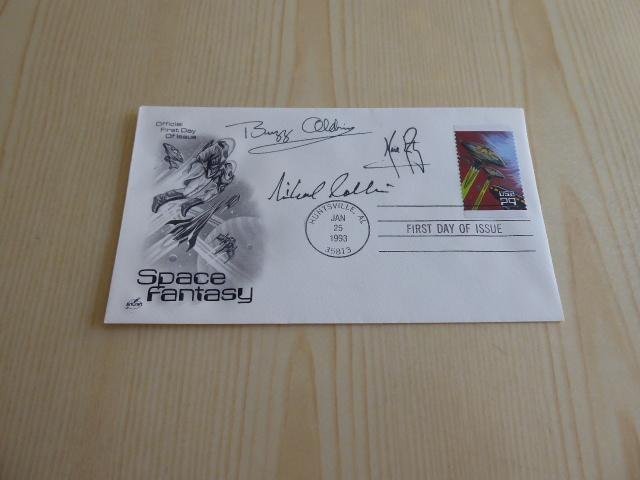 Official
First Day
Of Issue
Buzz Aldrin
Michael Collins
USA
29
HUNTSVILLE, AL
JAN
25
1993
35813
FIRST DAY OF ISSUE
Space
Fantasy